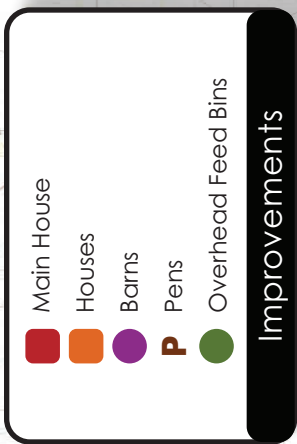 Main House
Houses
Barns
P Pens
Overhead Feed Bins
Improvements